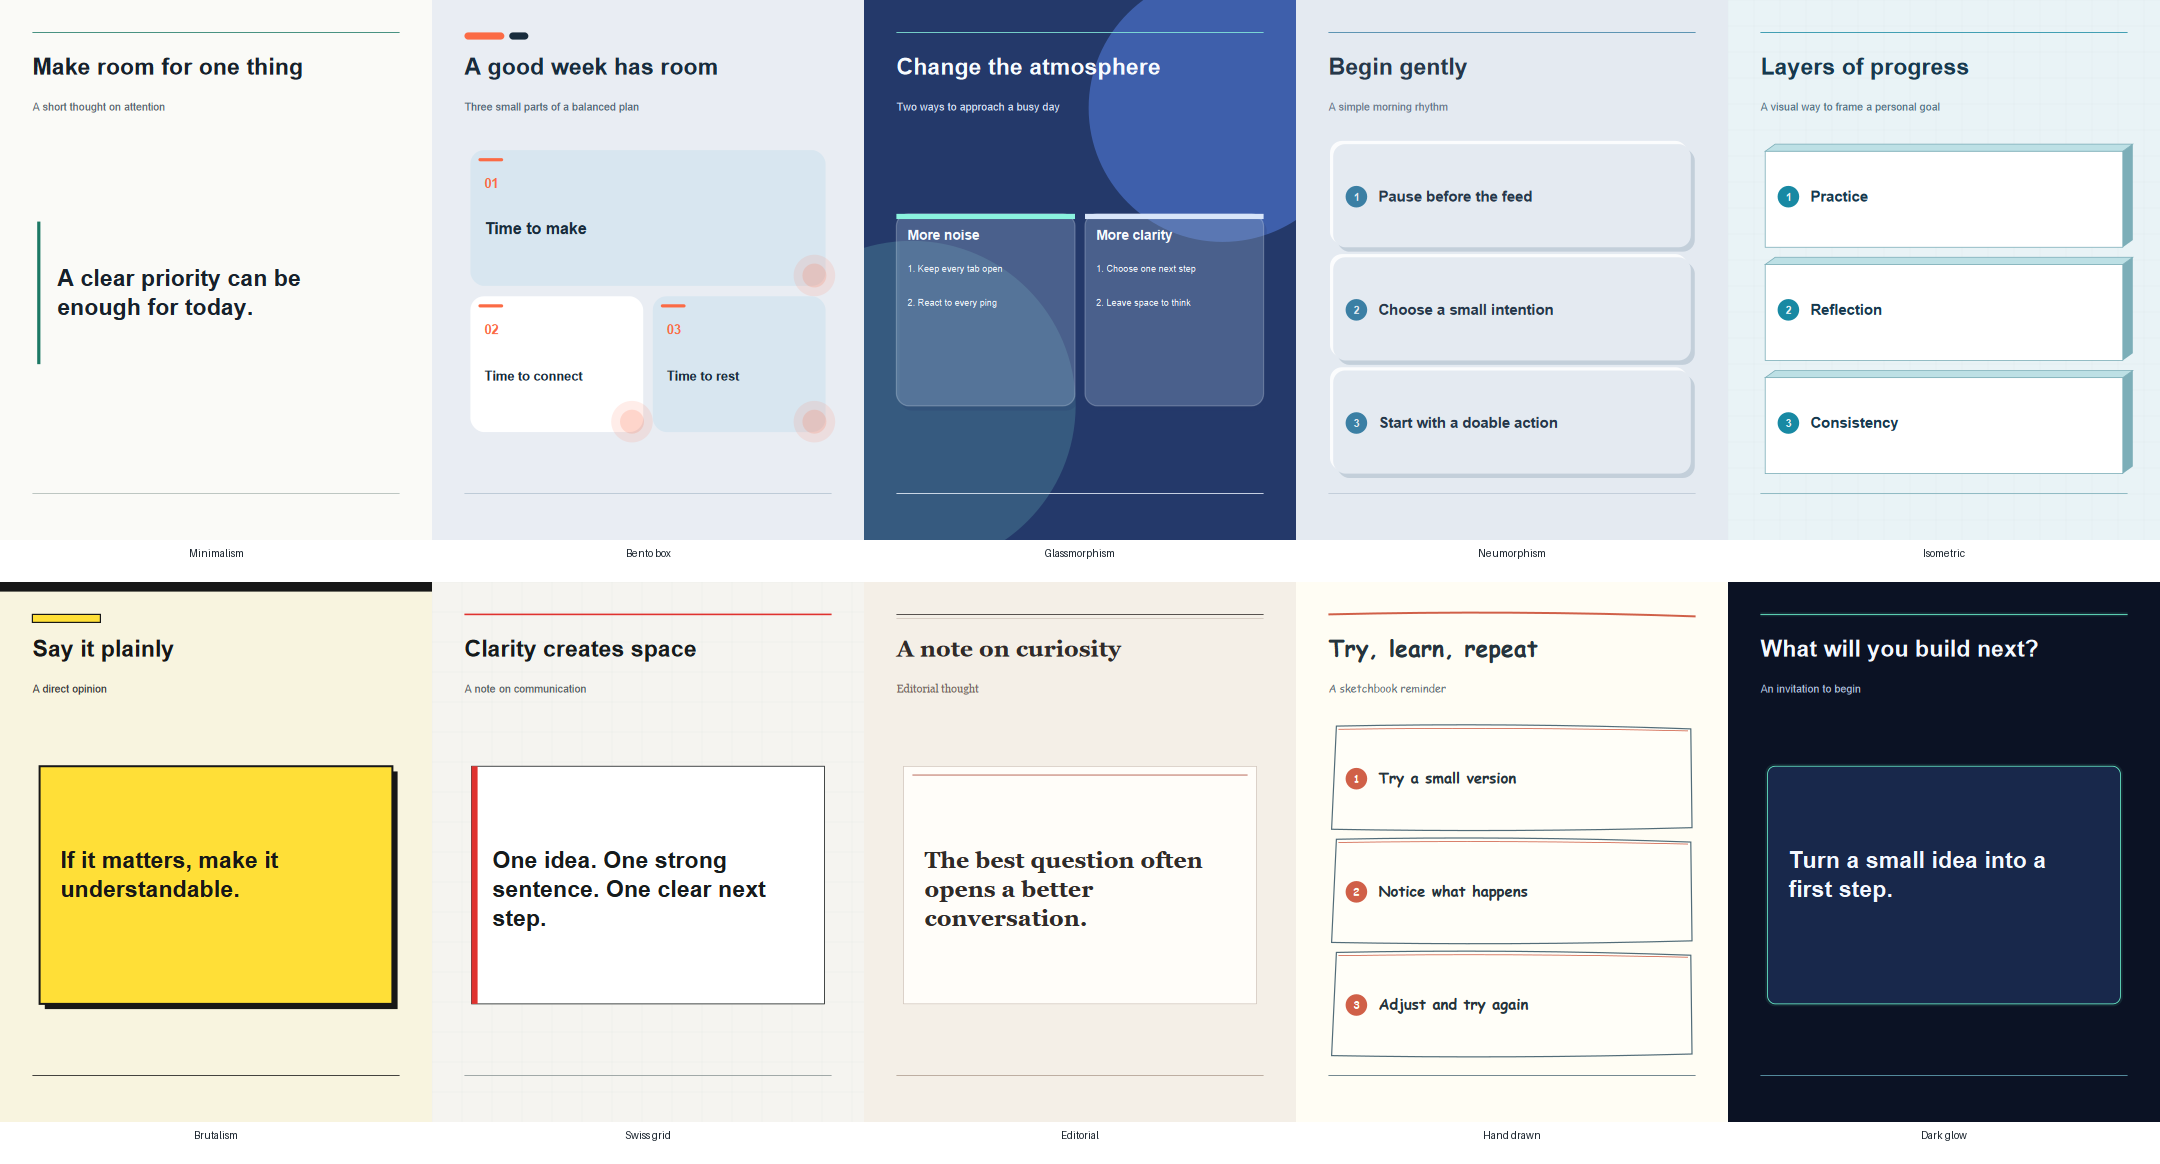 Make room for one thing
A short thought on attention
A clear priority can be
enough for today.
Minimalism
A good week has room
Three small parts of a balanced plan
01
Time to make
02
Time to connect
03
Time to rest
Bento box
Change the atmosphere
Two ways to approach a busy day
More noise
1. Keep every tab open
2. React to every ping
More clarity
1. Choose one next step
2. Leave space to think
Glassmorphism
Begin gently
A simple morning rhythm
1 Pause before the feed
2 Choose a small intention
3 Start with a doable action
Neumorphism
Layers of progress
A visual way to frame a personal goal
1 Practice
2 Reflection
3 Consistency
Isometric
Say it plainly
A direct opinion
If it matters, make it
understandable.
Brutalism
Clarity creates space
A note on communication
One idea. One strong
sentence. One clear next
step.
Swiss grid
A note on curiosity
Editorial thought
The best question often
opens a better
conversation.
Editorial
Try, learn, repeat
A sketchbook reminder
1 Try a small version
2 Notice what happens
3 Adjust and try again
Hand drawn
What will you build next?
An invitation to begin
Turn a small idea into a
first step.
Dark glow